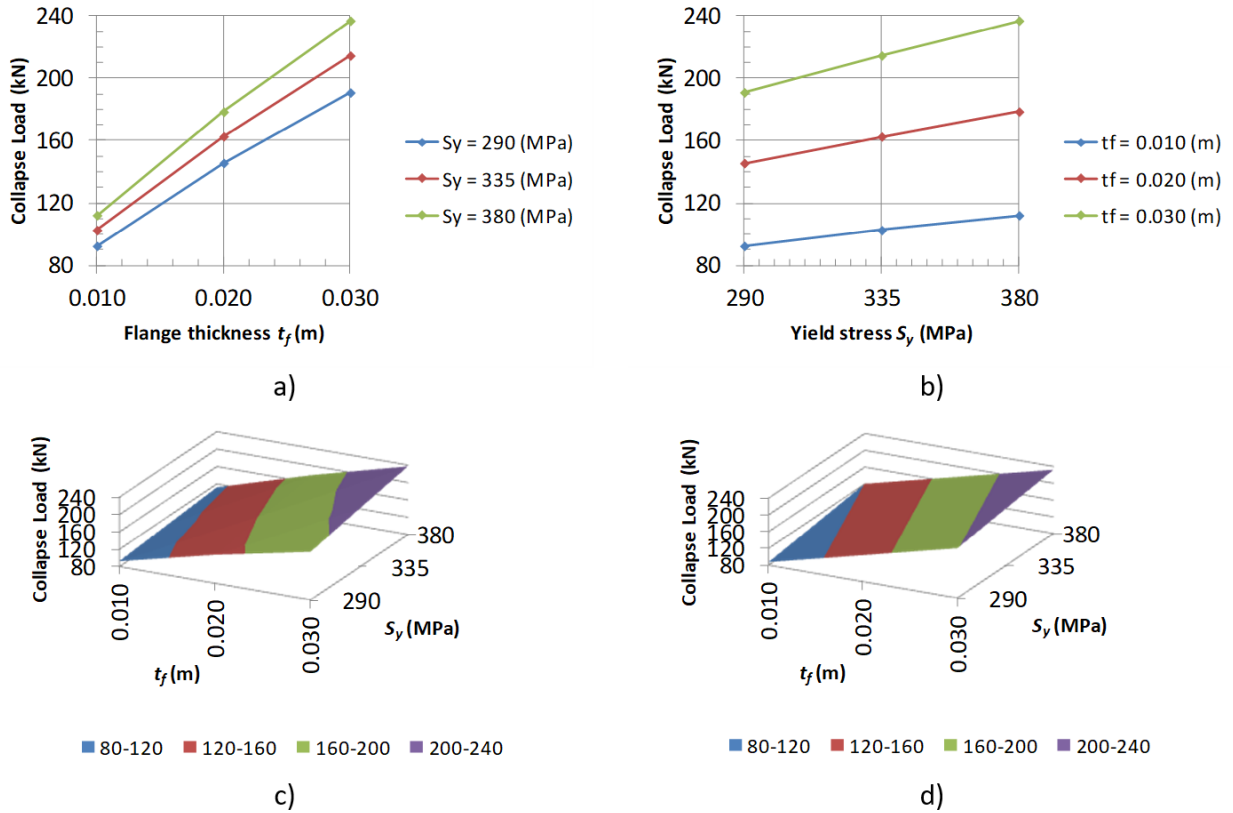 Collapse Load (kN)
240
200
160
120
80
0.010 0.020 0.030
Flange thickness tf (m)
Sy = 290 (MPa)
Sy = 335 (MPa)
Sy = 380 (MPa)
a)
Collapse Load (kN)
240
200
160
120
80
290 335 380
Yield stress Sy (MPa)
tf = 0.010 (m)
tf = 0.020 (m)
tf = 0.030 (m)
b)
Collapse Load (kN)
240
200
160
120
80
0.010
0.020
0.030
tf (m)
380
335
290
Sy (MPa)
80-120 120-160 160-200 200-240
c)
Collapse Load (kN)
240
200
160
120
80
0.010
0.020
0.030
tf (m)
380
335
290
Sy (MPa)
80-120 120-160 160-200 200-240
d)